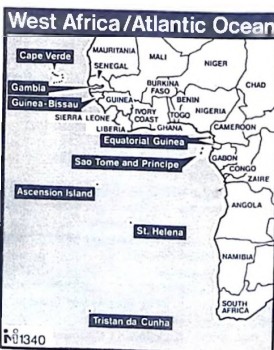 West Africa/Atlantic Ocean
MAURITANIA
Cape Verde
MALI
NIGER
SENEGAL
CHAD
Gambia
BURKINA
FASO
BENIN
Guinea-Bissau
GUINEA
NIGERIA
IVORY
COAST
TOGO
SIERRA LEONE
GHANA
CAMEROON
LIBERIA
Equatorial Guinea
Sao Tome and Principe
GABON
CONGO
ZAIRE
Ascension Island
ANGOLA
St. Helena
NAMIBIA
SOUTH
AFRICA
Tristan da Cunha
1340